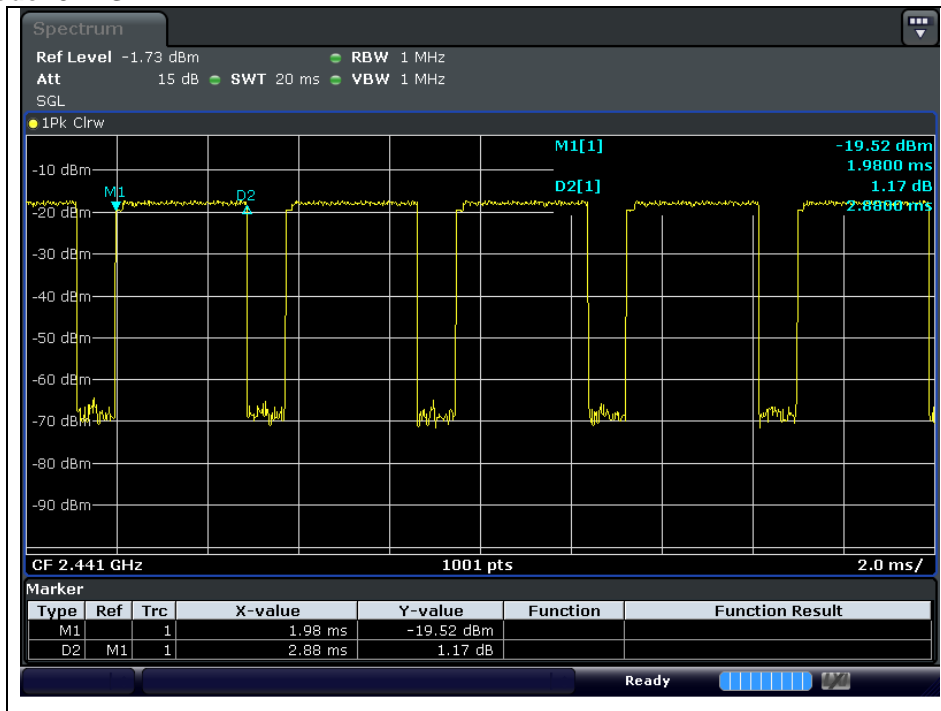 Spectrum
Ref Level -1.73 dBm RBW 1 MHz
Att 15 dB SWT 20 ms VBW 1 MHz
SGL
1Pk Clrw
M1[1] -19.52 dBm
1.9800 ms
D2[1] 1.17 dB
2.8800 ms
-10 dBm
M1 D2
-20 dBm
-30 dBm
-40 dBm
-50 dBm
-60 dBm
-70 dBm
-80 dBm
-90 dBm
CF 2.441 GHz 1001 pts 2.0 ms/
Marker
Type Ref Trc X-value Y-value Function Function Result
M1 1 1.98 ms -19.52 dBm
D2 M1 1 2.88 ms 1.17 dB
Ready